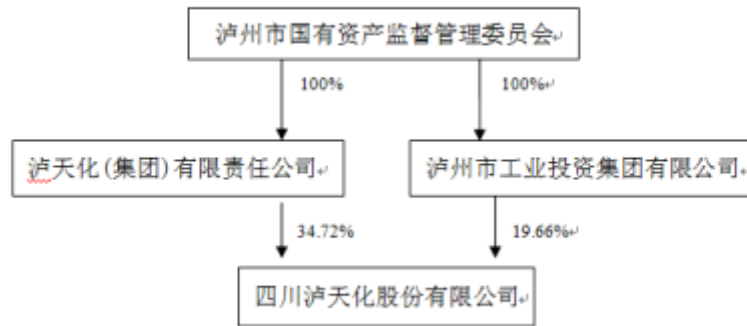 泸州市国有资产监督管理委员会
100%
100%
泸天化(集团)有限责任公司
泸州市工业投资集团有限公司
34.72%
19.66%
四川泸天化股份有限公司